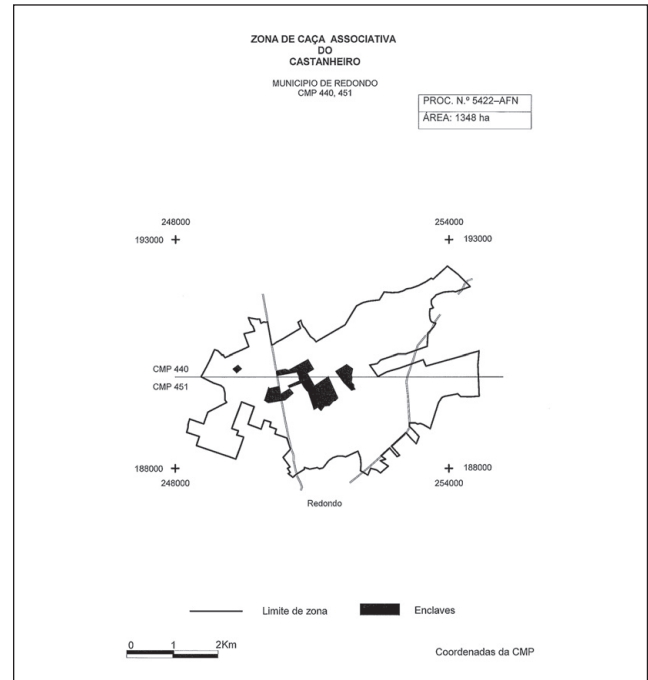 ZONA DE CAÇA ASSOCIATIVA
DO
CASTANHEIRO
MUNICIPIO DE REDONDO
CMP 440, 451
PROC. N.º 5422–AFN
ÁREA: 1348 ha
248000
254000
193000
193000
CMP 440
CMP 451
188000
188000
248000
254000
Redondo
Limite de zona
Enclaves
0 1 2Km
Coordenadas da CMP